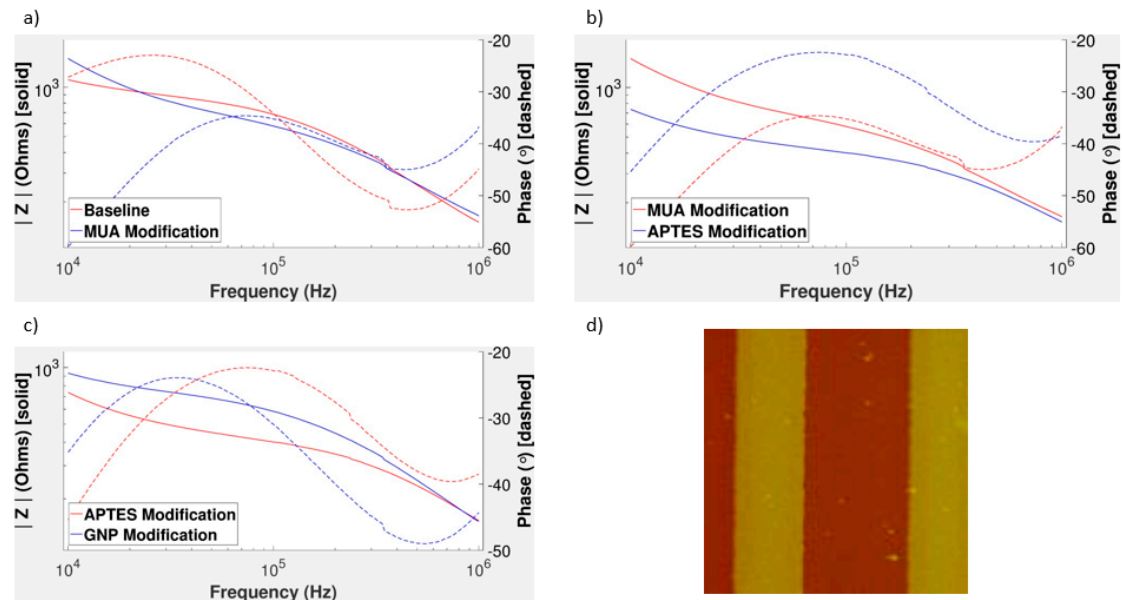 a)
| Z | (Ohms) [solid]
10³
-20
-30
-40
-50
-60
Phase (°) [dashed]
Baseline
MUA Modification
10⁴ 10⁵ 10⁶
Frequency (Hz)
b)
| Z | (Ohms) [solid]
10³
-20
-30
-40
-50
-60
Phase (°) [dashed]
MUA Modification
APTES Modification
10⁴ 10⁵ 10⁶
Frequency (Hz)
c)
| Z | (Ohms) [solid]
10³
-20
-30
-40
-50
Phase (°) [dashed]
APTES Modification
GNP Modification
10⁴ 10⁵ 10⁶
Frequency (Hz)
d)